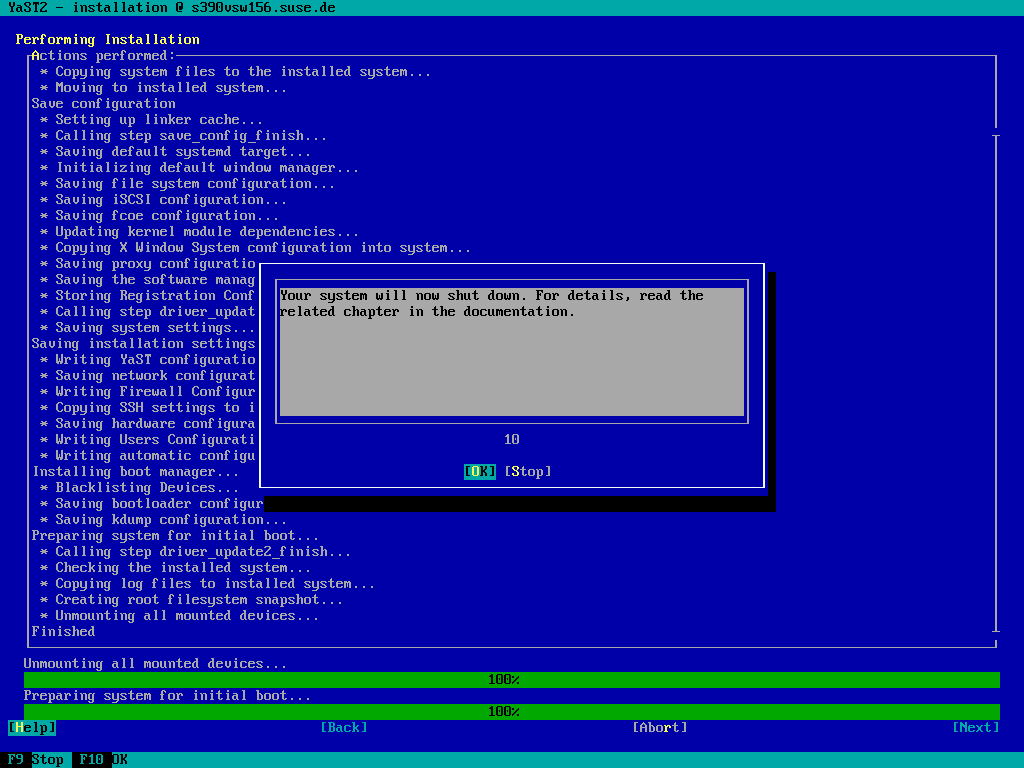 YaST2 - installation @ s390vsw156.suse.de
Performing Installation
Actions performed:
* Copying system files to the installed system...
* Moving to installed system...
Save configuration
* Setting up linker cache...
* Calling step save_config_finish...
* Saving default systemd target...
* Initializing default window manager...
* Saving file system configuration...
* Saving iSCSI configuration...
* Saving fcoe configuration...
* Updating kernel module dependencies...
* Copying X Window System configuration into system...
* Saving proxy configuratio
* Saving the software manag
* Storing Registration Conf
* Calling step driver_updat
* Saving system settings...
Saving installation settings
* Writing YaST configuratio
* Saving network configurat
* Writing Firewall Configur
* Copying SSH settings to i
* Saving hardware configura
* Writing Users Configurati
* Writing automatic configu
Installing boot manager...
* Blacklisting Devices...
* Saving bootloader configur
* Saving kdump configuration...
Preparing system for initial boot...
* Calling step driver_update2_finish...
* Checking the installed system...
* Copying log files to installed system...
* Creating root filesystem snapshot...
* Unmounting all mounted devices...
Finished
Your system will now shut down. For details, read the
related chapter in the documentation.
10
[OK] [Stop]
Unmounting all mounted devices...
100%
Preparing system for initial boot...
100%
[Help] [Back] [Abort] [Next]
F9 Stop F10 OK